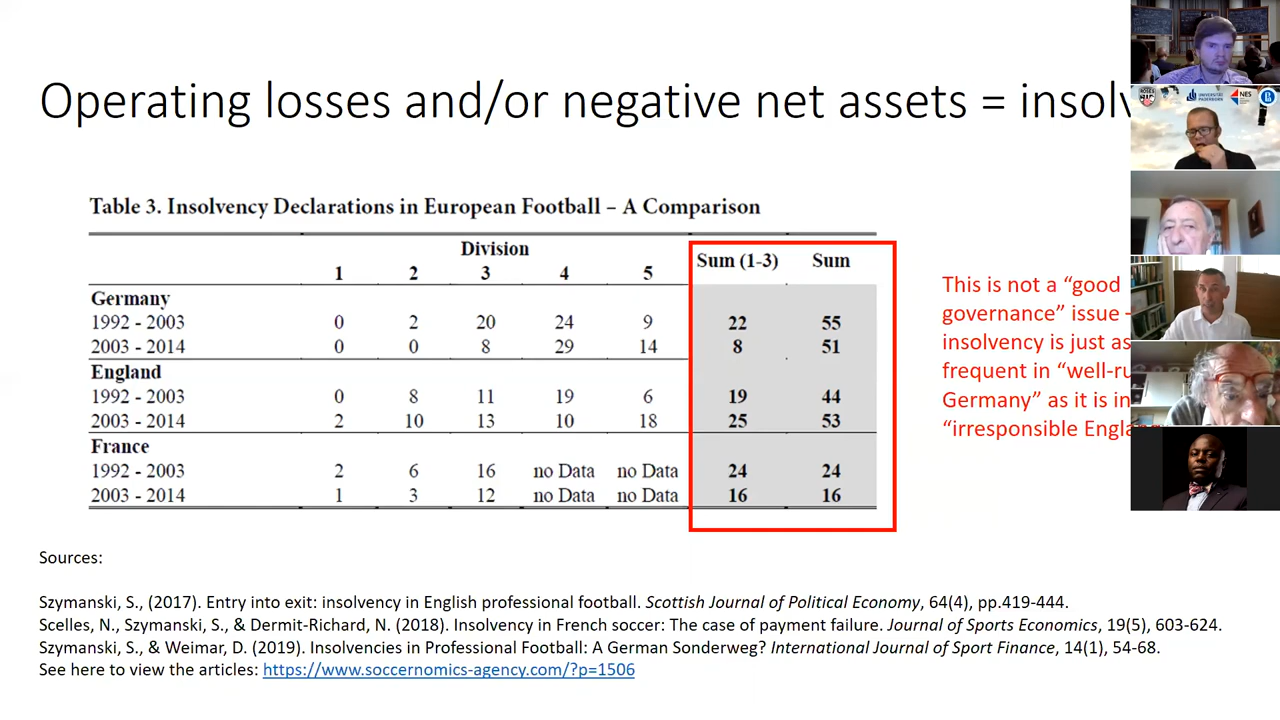 Operating losses and/or negative net assets = insolv
UNIVERSITÄT
PADERBORN
NES
Table 3. Insolvency Declarations in European Football – A Comparison
Division
1 2 3 4 5 Sum (1-3) Sum
Germany
1992 - 2003 0 2 20 24 9 22 55
2003 - 2014 0 0 8 29 14 8 51
England
1992 - 2003 0 8 11 19 6 19 44
2003 - 2014 2 10 13 10 18 25 53
France
1992 - 2003 2 6 16 no Data no Data 24 24
2003 - 2014 1 3 12 no Data no Data 16 16
This is not a “good
governance” issue –
insolvency is just as
frequent in “well-ru
Germany” as it is in
“irresponsible Engla
Sources:
Szymanski, S., (2017). Entry into exit: insolvency in English professional football. Scottish Journal of Political Economy, 64(4), pp.419-444.
Scelles, N., Szymanski, S., & Dermit-Richard, N. (2018). Insolvency in French soccer: The case of payment failure. Journal of Sports Economics, 19(5), 603-624.
Szymanski, S., & Weimar, D. (2019). Insolvencies in Professional Football: A German Sonderweg? International Journal of Sport Finance, 14(1), 54-68.
See here to view the articles: https://www.soccernomics-agency.com/?p=1506